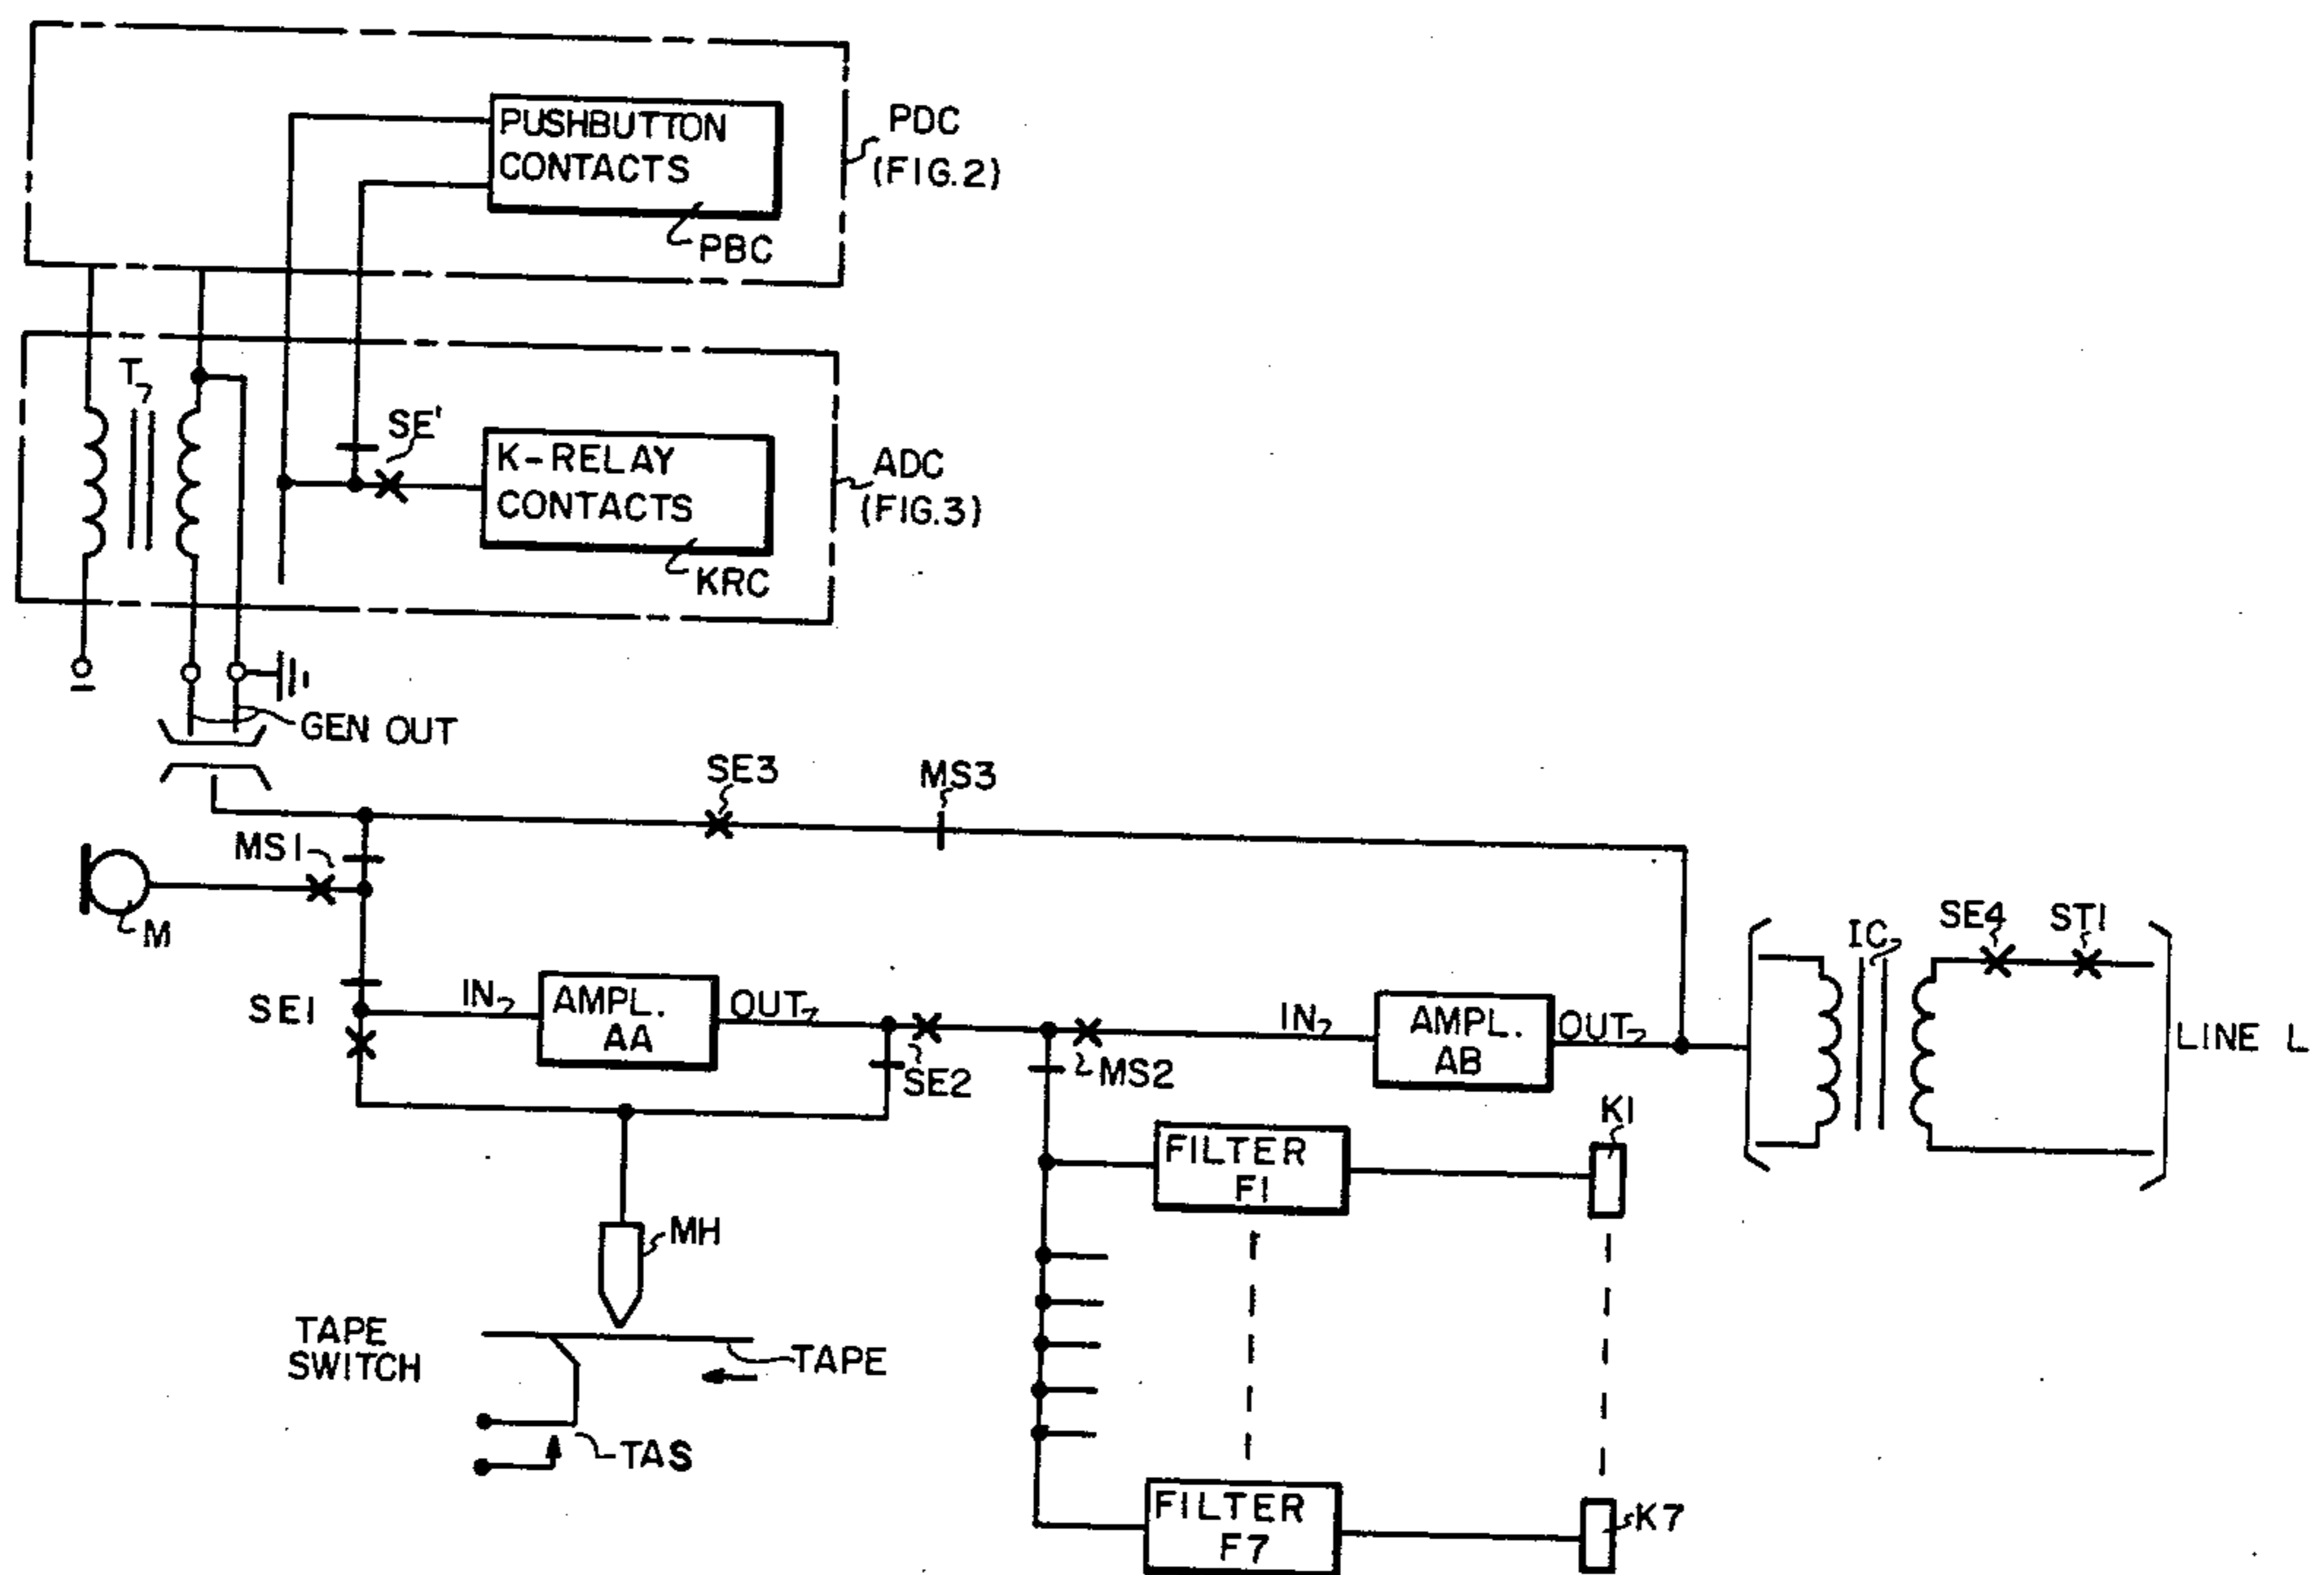 PUSHBUTTON
CONTACTS
PBC
PDC
(FIG.2)
T
SE'
K-RELAY
CONTACTS
KRC
ADC
(FIG.3)
GEN OUT
SE3
MS3
MS1
M
SE1
IN
AMPL.
AA
OUT
SE2
MS2
IN
AMPL.
AB
OUT
IC
SE4
ST1
LINE L
K1
FILTER
F1
MH
TAPE
SWITCH
TAPE
TAS
FILTER
F7
K7